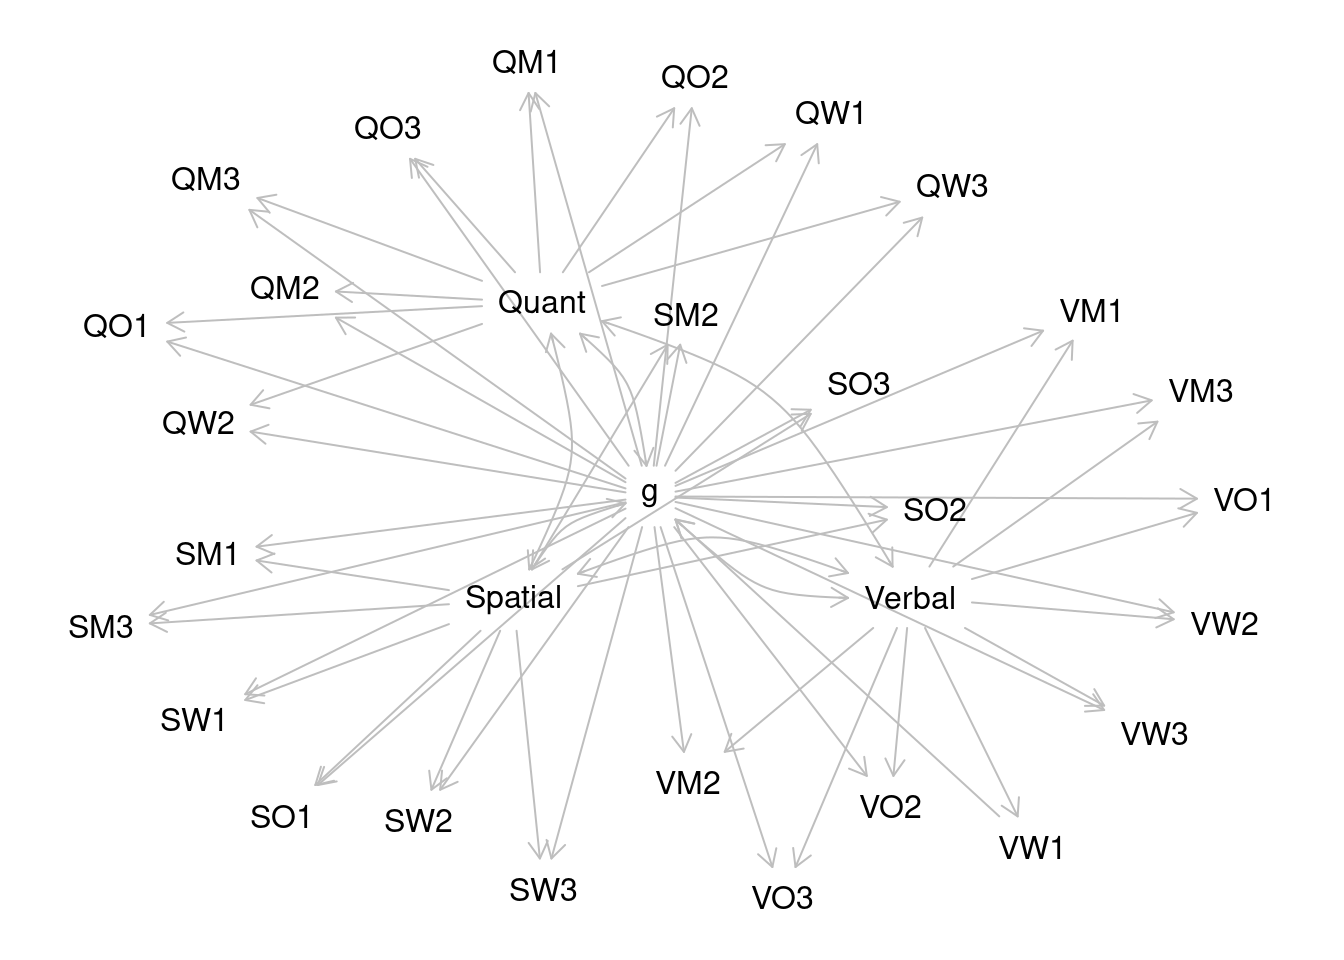 QM1
QO2
QW1
QO3
QM3
QW3
QM2
Quant
VM1
SM2
QO1
SO3
VM3
QW2
g
VO1
SO2
SM1
Spatial
Verbal
SM3
VW2
SW1
VW3
VM2
VO2
SO1
SW2
VW1
SW3
VO3